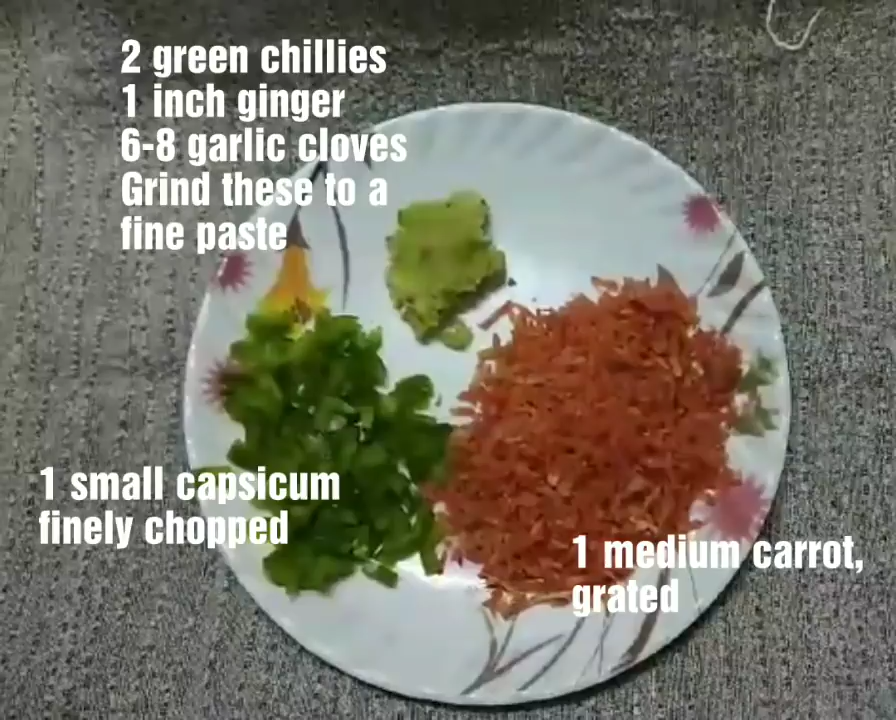 2 green chillies
1 inch ginger
6-8 garlic cloves
Grind these to a
fine paste
1 small capsicum
finely chopped
1 medium carrot,
grated